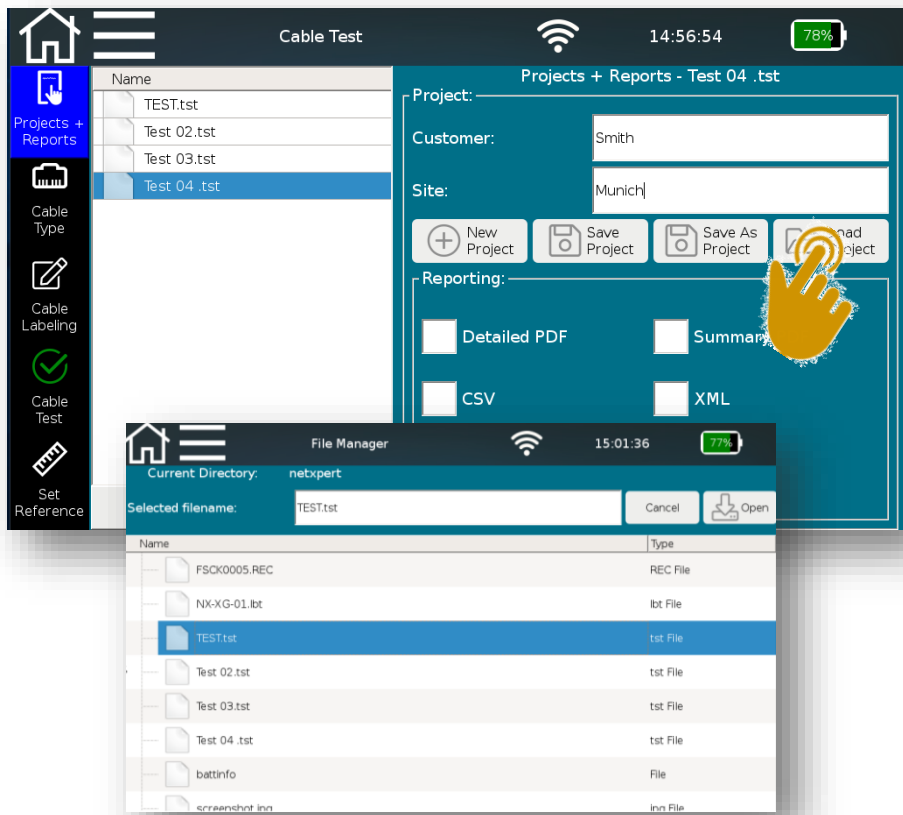 Cable Test
14:56:54
78%
Projects +
Reports
Cable
Type
Cable
Labeling
Cable
Test
Set
Reference
Name
TEST.tst
Test 02.tst
Test 03.tst
Test 04 .tst
Projects + Reports - Test 04 .tst
Project:
Customer:
Smith
Site:
Munich
New
Project
Save
Project
Save As
Project
Reporting:
Detailed PDF
Summary
CSV
XML
File Manager
15:01:36
77%
Current Directory: netxpert
Selected filename: TEST.tst
Cancel
Open
Name Type
FSCK0005.REC REC File
NX-XG-01.lbt lbt File
TEST.tst tst File
Test 02.tst tst File
Test 03.tst tst File
Test 04 .tst tst File
battinfo File